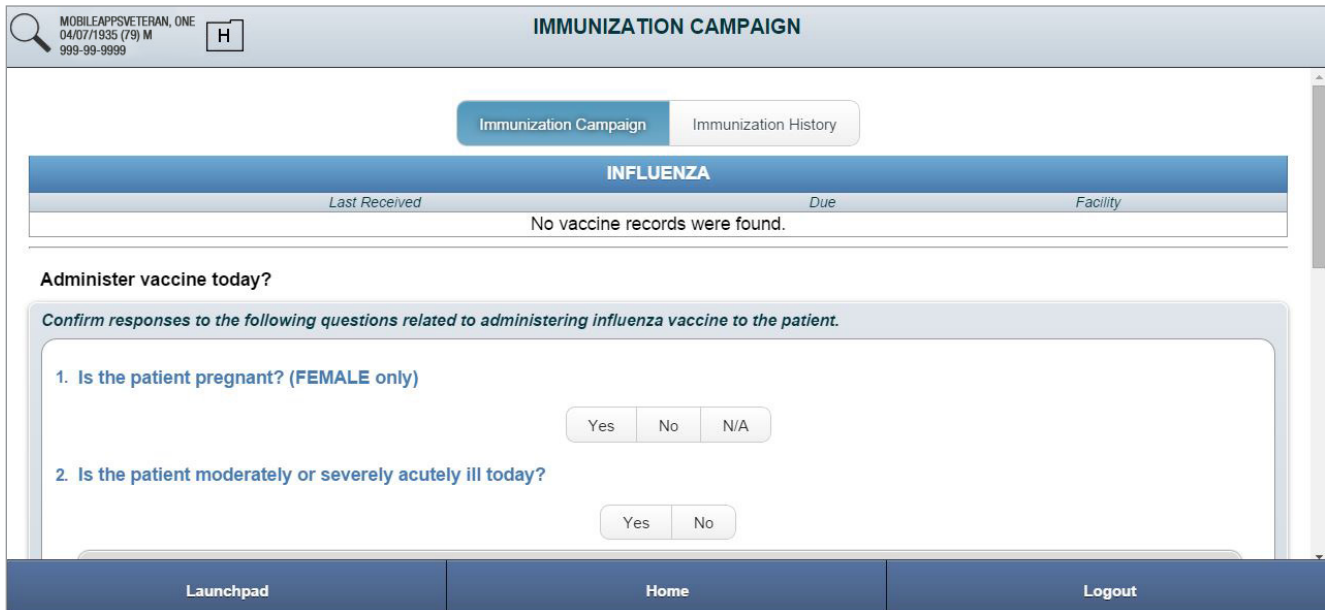 MOBILEAPPSVETERAN, ONE
04/07/1935 (79) M
999-99-9999
H
IMMUNIZATION CAMPAIGN
Immunization Campaign Immunization History
INFLUENZA
Last Received Due Facility
No vaccine records were found.
Administer vaccine today?
Confirm responses to the following questions related to administering influenza vaccine to the patient.
1. Is the patient pregnant? (FEMALE only)
Yes No N/A
2. Is the patient moderately or severely acutely ill today?
Yes No
Launchpad Home Logout